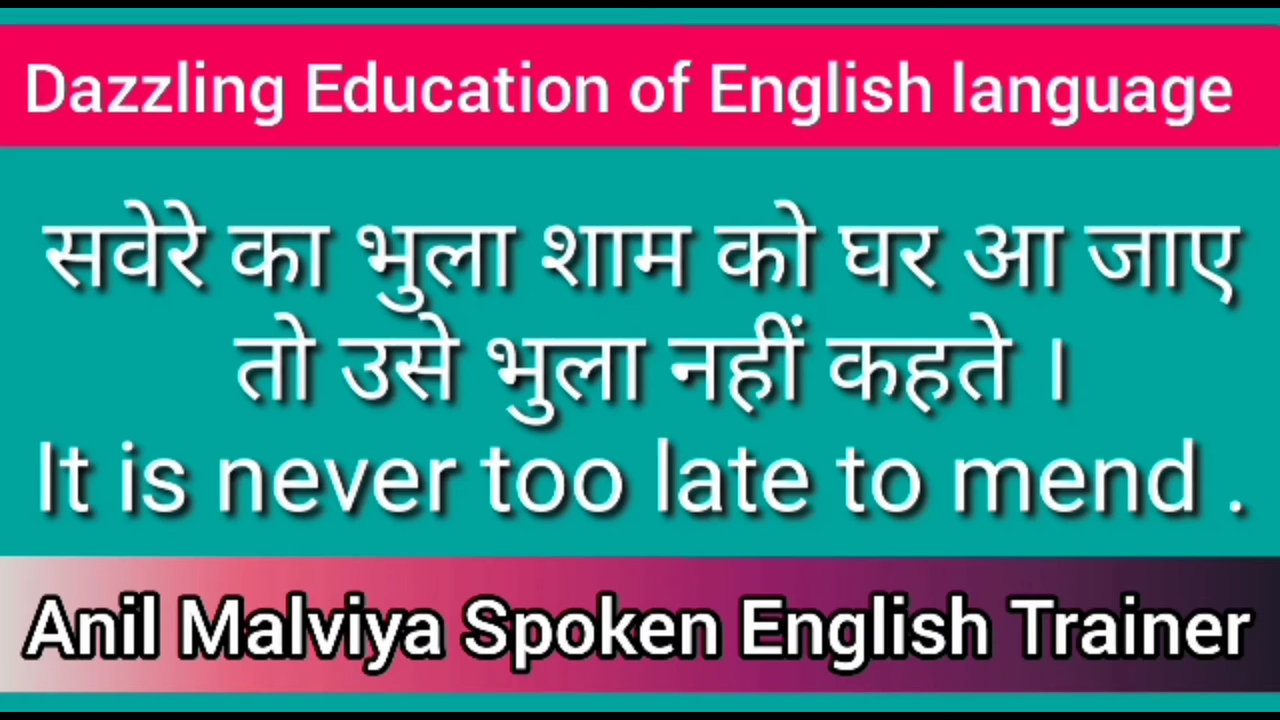 Dazzling Education of English language
सवेरे का भुला शाम को घर आ जाए
तो उसे भुला नहीं कहते ।
It is never too late to mend .
Anil Malviya Spoken English Trainer